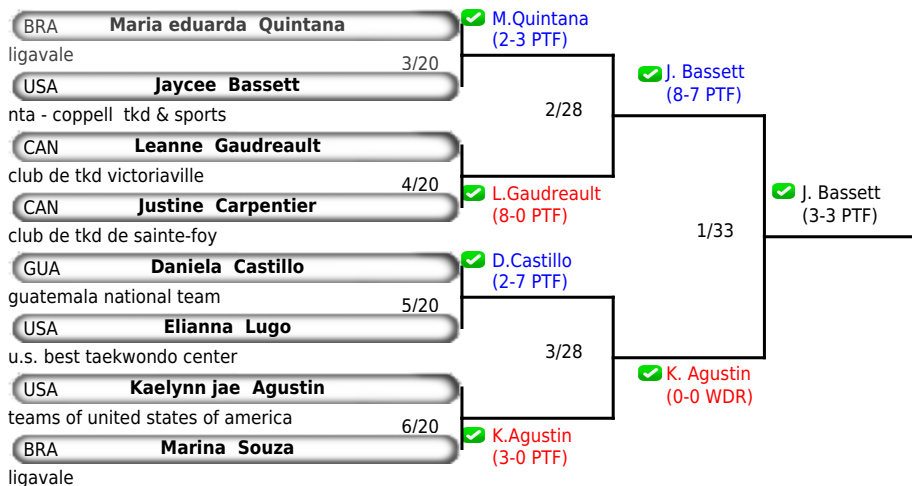 BRA Maria eduarda Quintana
ligavale
3/20
USA Jaycee Bassett
nta - coppell tkd & sports
CAN Leanne Gaudreault
club de tkd victoriaville
4/20
CAN Justine Carpentier
club de tkd de sainte-foy
GUA Daniela Castillo
guatemala national team
5/20
USA Elianna Lugo
u.s. best taekwondo center
USA Kaelynn jae Agustin
teams of united states of america
6/20
BRA Marina Souza
ligavale
M.Quintana
(2-3 PTF)
2/28
L.Gaudreault
(8-0 PTF)
D.Castillo
(2-7 PTF)
3/28
K.Agustin
(3-0 PTF)
J. Bassett
(8-7 PTF)
1/33
K. Agustin
(0-0 WDR)
J. Bassett
(3-3 PTF)